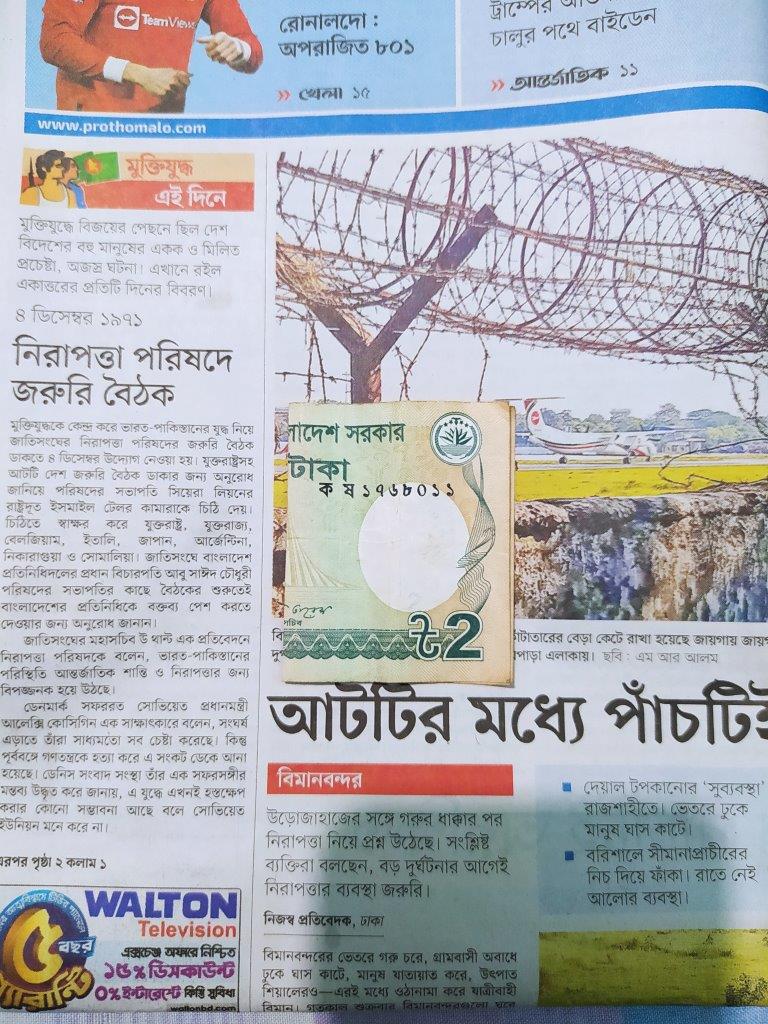 TeamViewer
রোনালদো :
অপরাজিত ৮০১
» খেলা ১৫
ট্রাম্পের
চালুর পথে বাইডেন
» আন্তর্জাতিক ১১
www.prothomalo.com
মুক্তিযুদ্ধ
এই দিনে
মুক্তিযুদ্ধে বিজয়ের পেছনে ছিল দেশ
বিদেশের বহু মানুষের একক ও মিলিত
প্রচেষ্টা, অজস্র ঘটনা। এখানে রইল
একাত্তরের প্রতিটি দিনের বিবরণ।
৪ ডিসেম্বর ১৯৭১
নিরাপত্তা পরিষদে
জরুরি বৈঠক
মুক্তিযুদ্ধকে কেন্দ্র করে ভারত-পাকিস্তানের যুদ্ধ নিয়ে
জাতিসংঘের নিরাপত্তা পরিষদের জরুরি বৈঠক
ডাকতে ৪ ডিসেম্বর উদ্যোগ নেওয়া হয়। যুক্তরাষ্ট্রসহ
আটটি দেশ জরুরি বৈঠক ডাকার জন্য অনুরোধ
জানিয়ে পরিষদের সভাপতি সিয়েরা লিয়নের
রাষ্ট্রদূত ইসমাইল টেলর কামারাকে চিঠি দেয়।
চিঠিতে স্বাক্ষর করে যুক্তরাষ্ট্র, যুক্তরাজ্য,
বেলজিয়াম, ইতালি, জাপান, আর্জেন্টিনা,
নিকারাগুয়া ও সোমালিয়া। জাতিসংঘে বাংলাদেশ
প্রতিনিধিদলের প্রধান বিচারপতি আবু সাঈদ চৌধুরী
পরিষদের সভাপতির কাছে বৈঠকের শুরুতেই
বাংলাদেশের প্রতিনিধিকে বক্তব্য পেশ করতে
দেওয়ার জন্য অনুরোধ জানান।
জাতিসংঘের মহাসচিব উ থান্ট এক প্রতিবেদনে
নিরাপত্তা পরিষদকে বলেন, ভারত-পাকিস্তানের
পরিস্থিতি আন্তর্জাতিক শান্তি ও নিরাপত্তার জন্য
বিপজ্জনক হয়ে উঠছে।
ডেনমার্ক সফররত সোভিয়েত প্রধানমন্ত্রী
আলেক্সি কোসিগিন এক সাক্ষাৎকারে বলেন, সংঘর্ষ
এড়াতে তাঁরা সাধ্যমতো সব চেষ্টা করেছে। কিন্তু
পূর্ববঙ্গে গণতন্ত্রকে হত্যা করে এ সংকট ডেকে আনা
হয়েছে। ডেনিস সংবাদ সংস্থা তাঁর এক সফরসঙ্গীর
মন্তব্য উদ্ধৃত করে জানায়, এ যুদ্ধে এখনই হস্তক্ষেপ
করার কোনো সম্ভাবনা আছে বলে সোভিয়েত
ইউনিয়ন মনে করে না।
এরপর পৃষ্ঠা ২ কলাম ১
৫
বছর
WALTON
Television
এক্সচেঞ্জ অফারে নিশ্চিত
১৫% ডিসকাউন্ট
০% ইন্টারেস্টে কিস্তি সুবিধা
waltonbd.com
লাদেশ সরকার
টাকা
ক ষ ১৭৬৮০১১
সচিব
৳2
টাতারের বেড়া কেটে রাখা হয়েছে জায়গায় জায়গ
পাড়া এলাকায়। ছবি : এম আর আলম
আটটির মধ্যে পাঁচটিই
বিমানবন্দর
উড়োজাহাজের সঙ্গে গরুর ধাক্কার পর
নিরাপত্তা নিয়ে প্রশ্ন উঠেছে। সংশ্লিষ্ট
ব্যক্তিরা বলছেন, বড় দুর্ঘটনার আগেই
নিরাপত্তার ব্যবস্থা জরুরি।
নিজস্ব প্রতিবেদক, ঢাকা
বিমানবন্দরের ভেতরে গরু চরে, গ্রামবাসী অবাধে
ঢুকে ঘাস কাটে, মানুষ যাতায়াত করে, উৎপাত
শিয়ালেরও—এরই মধ্যে ওঠানামা করে যাত্রীবাহী
বিমান। গতকাল শুক্রবার বিমানবন্দরগুলো ঘুরে
■ দেয়াল টপকানোর ‘সুব্যবস্থা’
রাজশাহীতে। ভেতরে ঢুকে
মানুষ ঘাস কাটে।
■ বরিশালে সীমানাপ্রাচীরের
নিচ দিয়ে ফাঁকা। রাতে নেই
আলোর ব্যবস্থা।